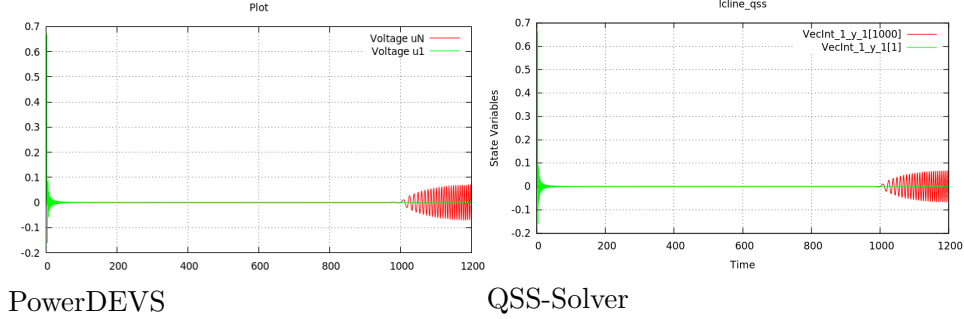 Plot
0.7
0.6
0.5
0.4
0.3
0.2
0.1
0
-0.1
-0.2
Voltage uN
Voltage u1
0 200 400 600 800 1000 1200
PowerDEVS
lcline_qss
State Variables
0.7
0.6
0.5
0.4
0.3
0.2
0.1
0
-0.1
-0.2
VecInt_1_y_1[1000]
VecInt_1_y_1[1]
0 200 400 600 800 1000 1200
Time
QSS-Solver